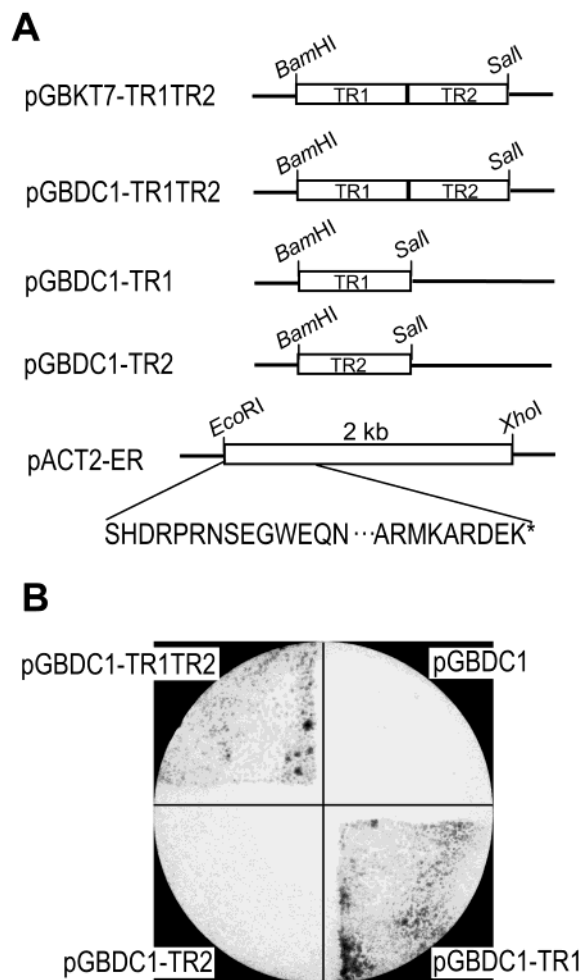 A
BamHI SalI
pGBKT7-TR1TR2 TR1 TR2
BamHI SalI
pGBDC1-TR1TR2 TR1 TR2
BamHI SalI
pGBDC1-TR1 TR1
BamHI SalI
pGBDC1-TR2 TR2
EcoRI 2 kb XhoI
pACT2-ER
SHDRPRNSEGWEQN ···ARMKARDEK*
B
pGBDC1-TR1TR2 pGBDC1
pGBDC1-TR2 pGBDC1-TR1